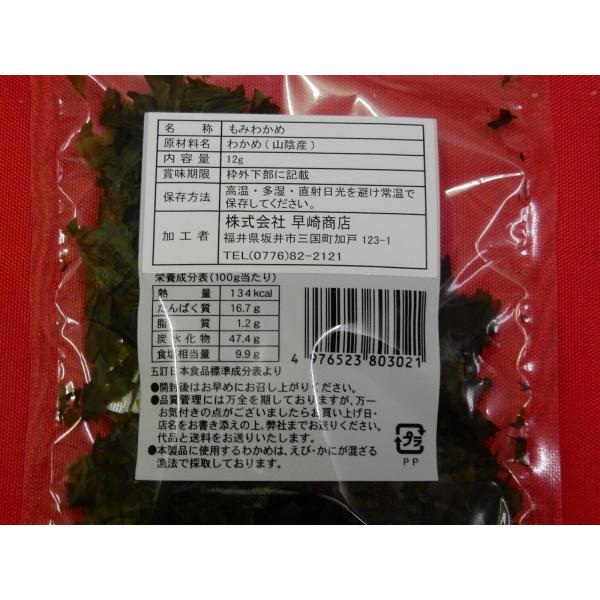 名 称 もみわかめ
原材料名 わかめ(山陰産)
内容量 12g
賞味期限 枠外下部に記載
保存方法 高温・多湿・直射日光を避け常温で
保存してください。
加工者 株式会社 早崎商店
福井県坂井市三国町加戸 123-1
TEL(0776)82-2121
栄養成分表(100g当たり)
熱 量 134kcal
たんぱく質 16.7g
脂 質 1.2g
炭水化物 47.4g
食塩相当量 9.9g
五訂日本食品標準成分表より
4 976523 803021
●開封後はお早めにお召し上がりください。
●品質管理には万全を期しておりますが、万一
お気付きの点がございましたらお買い上げ日・
店名をお書き添えの上、弊社までお送りください。
代品と送料をお送りいたします。
●本製品に使用するわかめは、えび・かにが混ざる
漁法で採取しております。
プラ
PP